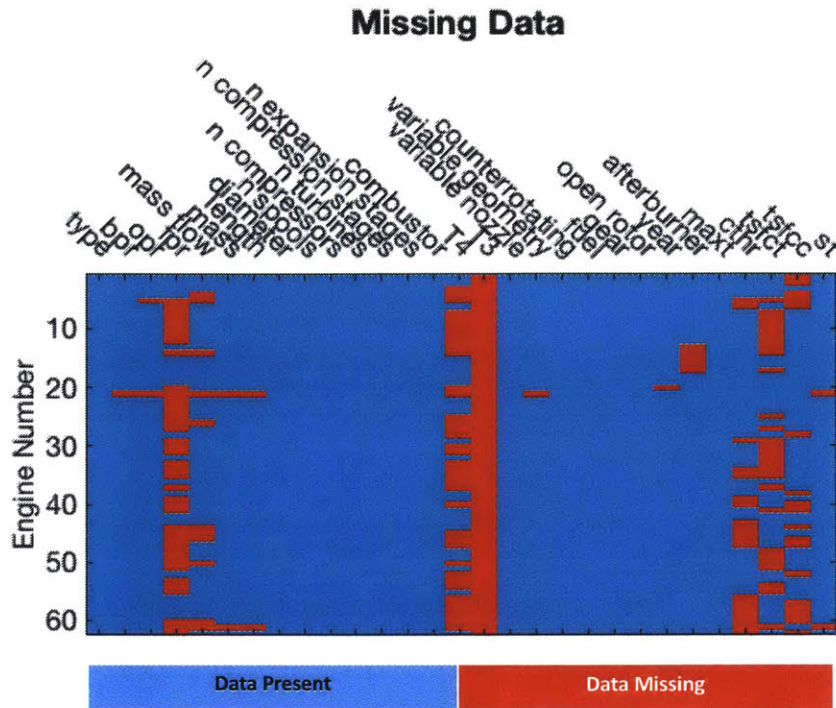 Missing Data
type
bpr
opr
fpr
mass flow
mass
length
diameter
n spools
n compressors
n turbines
n compression stages
n expansion stages
combustor
T4
T3
variable nozzle
variable geometry
counterrotating
fuel
gear
open rotor
year
afterburner
maxt
cthr
tsfct
tsfcc
st
Engine Number
10
20
30
40
50
60
Data Present
Data Missing